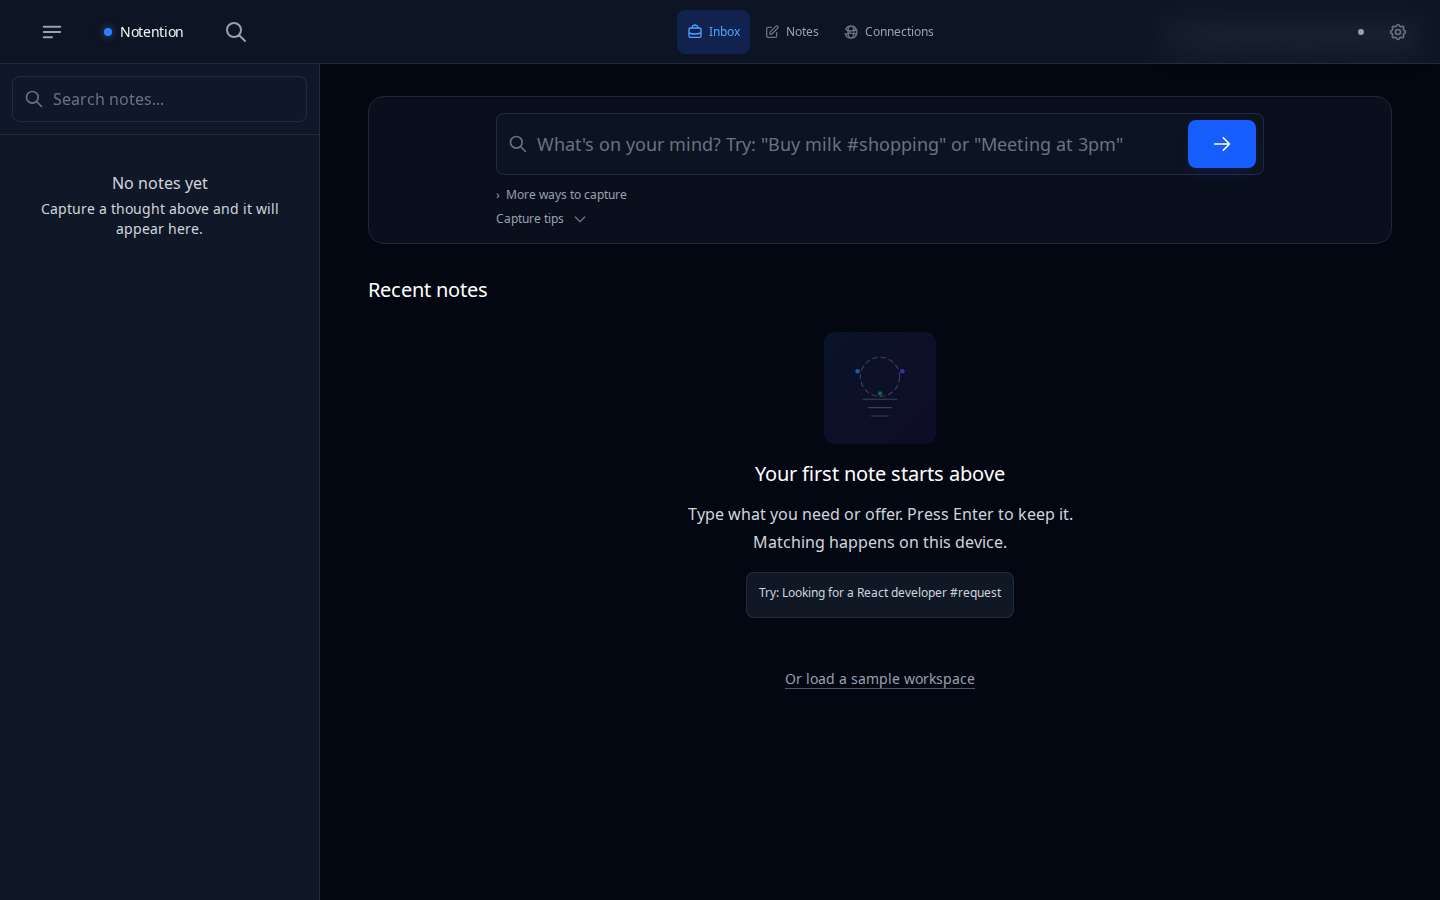 Notention
Inbox
Notes
Connections
Search notes...
No notes yet
Capture a thought above and it will
appear here.
What's on your mind? Try: "Buy milk #shopping" or "Meeting at 3pm"
› More ways to capture
Capture tips
Recent notes
Your first note starts above
Type what you need or offer. Press Enter to keep it.
Matching happens on this device.
Try: Looking for a React developer #request
Or load a sample workspace